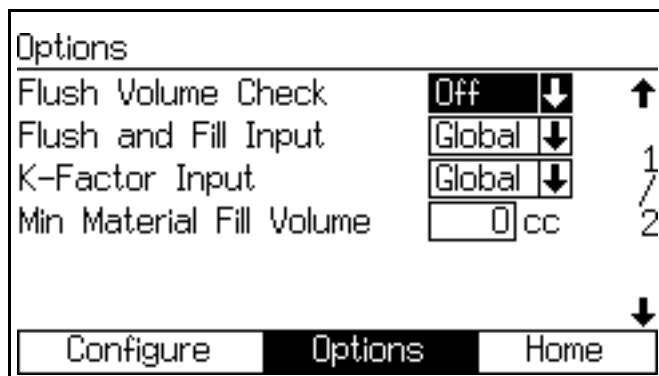 Options
Flush Volume Check Off
Flush and Fill Input Global
K-Factor Input Global
Min Material Fill Volume 0 cc
1/2
Configure Options Home